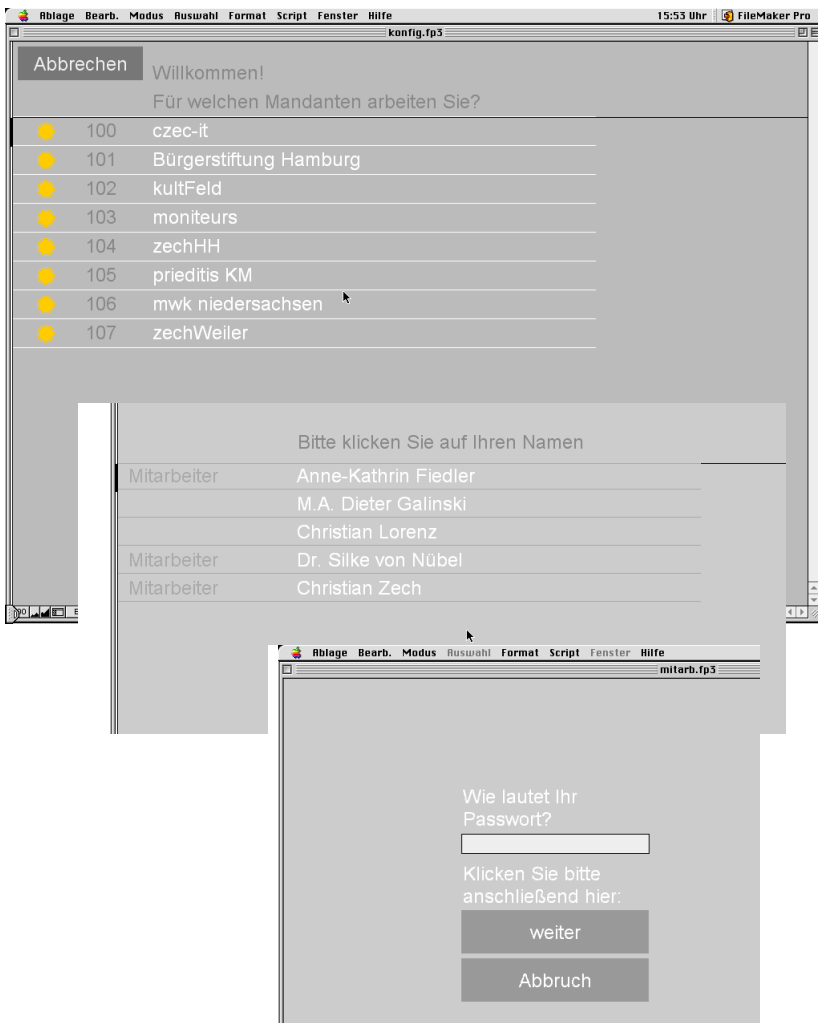 Ablage Bearb. Modus Auswahl Format Script Fenster Hilfe 15:53 Uhr FileMaker Pro
konfig.fp3
Abbrechen
Willkommen!
Für welchen Mandanten arbeiten Sie?
100 czec-it
101 Bürgerstiftung Hamburg
102 kultFeld
103 moniteurs
104 zechHH
105 prieditis KM
106 mwk niedersachsen
107 zechWeiler
Bitte klicken Sie auf Ihren Namen
Mitarbeiter Anne-Kathrin Fiedler
M.A. Dieter Galinski
Christian Lorenz
Mitarbeiter Dr. Silke von Nübel
Mitarbeiter Christian Zech
Ablage Bearb. Modus Auswahl Format Script Fenster Hilfe
mitarb.fp3
Wie lautet Ihr
Passwort?
Klicken Sie bitte
anschließend hier:
weiter
Abbruch